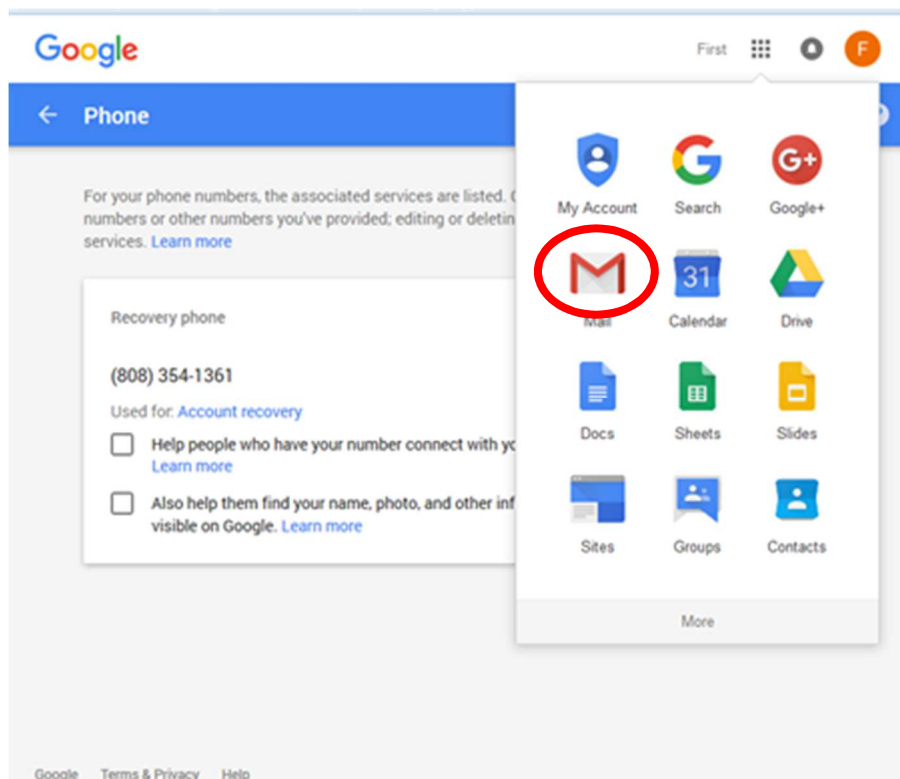 Google
First
F
Phone
For your phone numbers, the associated services are listed.
numbers or other numbers you've provided; editing or
services. Learn more
Recovery phone
(808) 354-1361
Used for: Account recovery
Help people who have your number connect with
Learn more
Also help them find your name, photo, and other
visible on Google. Learn more
My Account
Search
G+
Google+
Mail
31
Calendar
Drive
Docs
Sheets
Slides
Sites
Groups
Contacts
More
Google Terms & Privacy Help